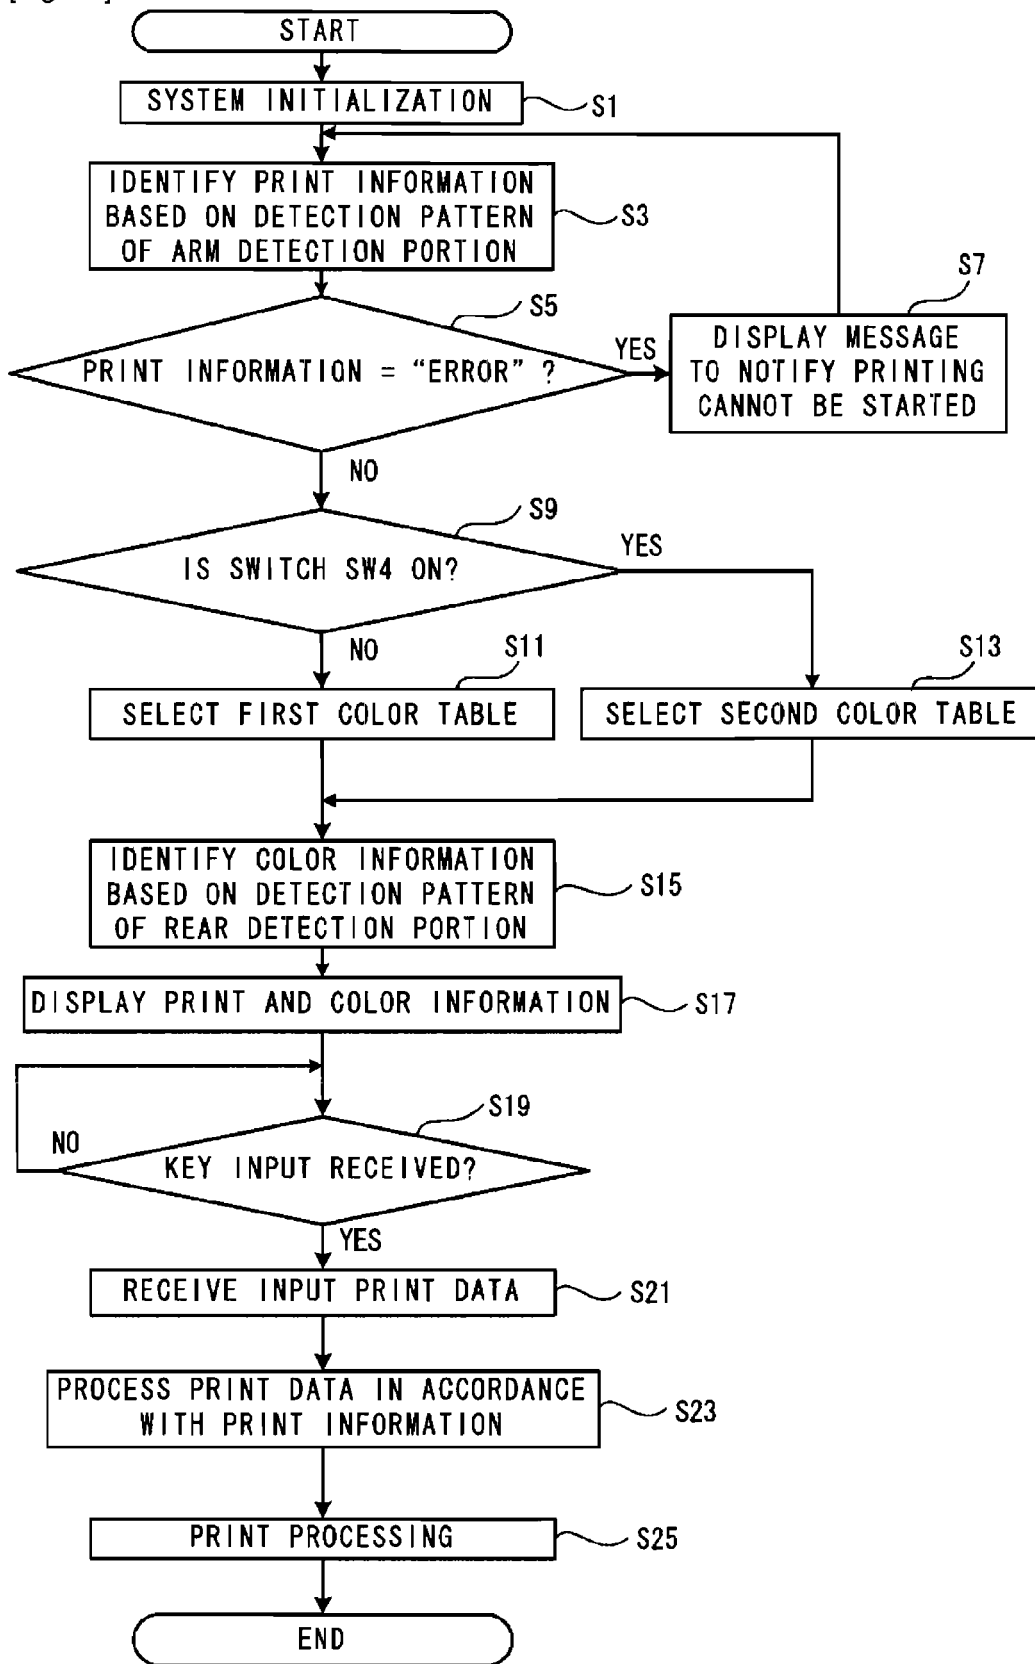 START
SYSTEM INITIALIZATION
S1
IDENTIFY PRINT INFORMATION
BASED ON DETECTION PATTERN
OF ARM DETECTION PORTION
S3
S5
PRINT INFORMATION = “ERROR” ?
YES
S7
DISPLAY MESSAGE
TO NOTIFY PRINTING
CANNOT BE STARTED
NO
S9
IS SWITCH SW4 ON?
YES
NO
S11
SELECT FIRST COLOR TABLE
S13
SELECT SECOND COLOR TABLE
IDENTIFY COLOR INFORMATION
BASED ON DETECTION PATTERN
OF REAR DETECTION PORTION
S15
DISPLAY PRINT AND COLOR INFORMATION
S17
S19
NO
KEY INPUT RECEIVED?
YES
RECEIVE INPUT PRINT DATA
S21
PROCESS PRINT DATA IN ACCORDANCE
WITH PRINT INFORMATION
S23
PRINT PROCESSING
S25
END